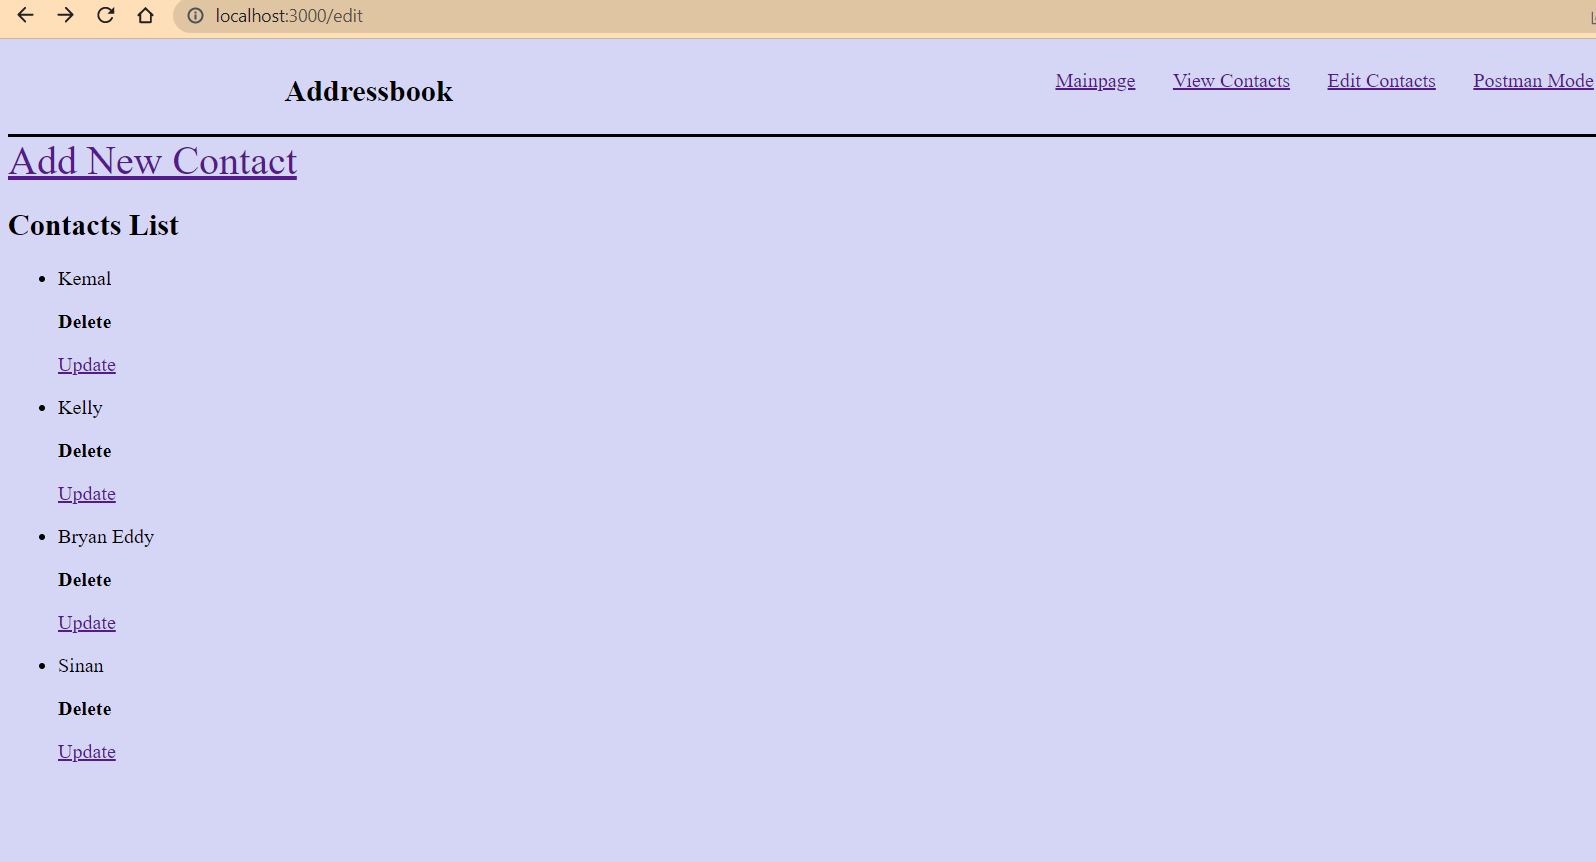 localhost:3000/edit
Addressbook
Mainpage View Contacts Edit Contacts Postman Mode
Add New Contact
Contacts List
Kemal
Delete
Update
Kelly
Delete
Update
Bryan Eddy
Delete
Update
Sinan
Delete
Update